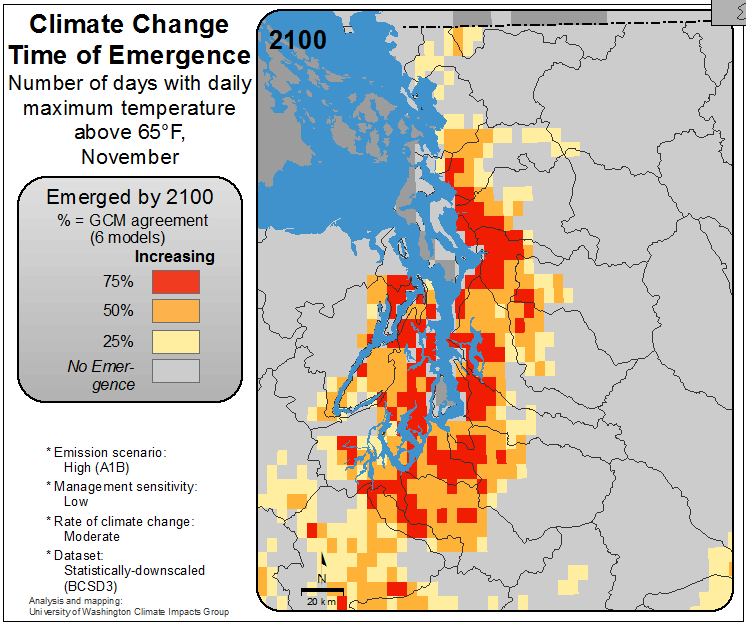 Climate Change
Time of Emergence
Number of days with daily
maximum temperature
above 65°F,
November
2100
Emerged by 2100
% = GCM agreement
(6 models)
Increasing
75%
50%
25%
No Emer-
gence
* Emission scenario:
High (A1B)
* Management sensitivity:
Low
* Rate of climate change:
Moderate
* Dataset:
Statistically-downscaled
(BCSD3)
Analysis and mapping:
University of Washington Climate Impacts Group
N
20 km